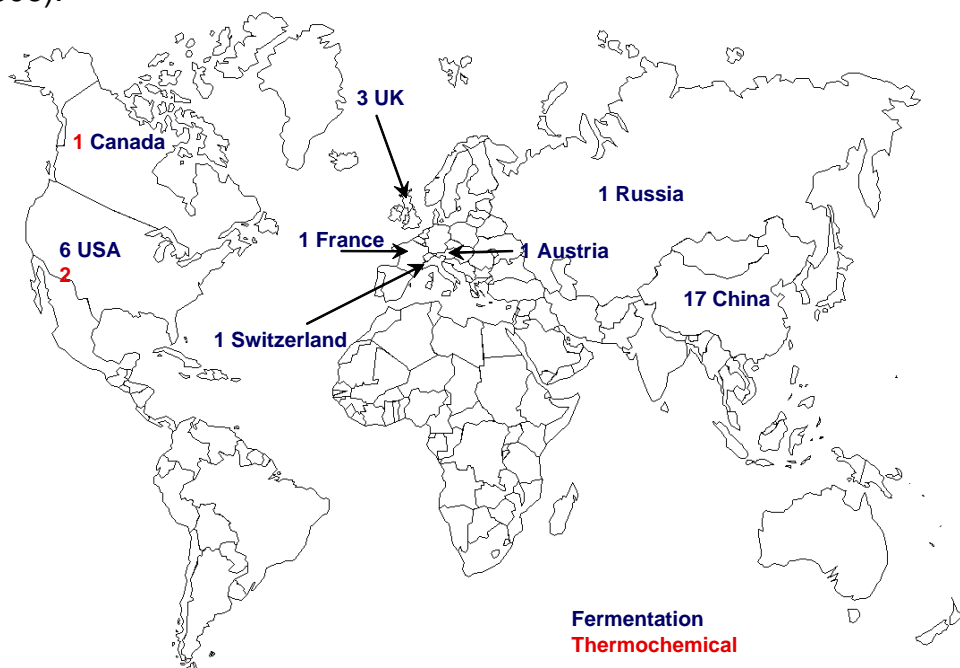 3 UK
1 Canada
1 Russia
1 France
1 Austria
6 USA
2
17 China
1 Switzerland
Fermentation
Thermochemical